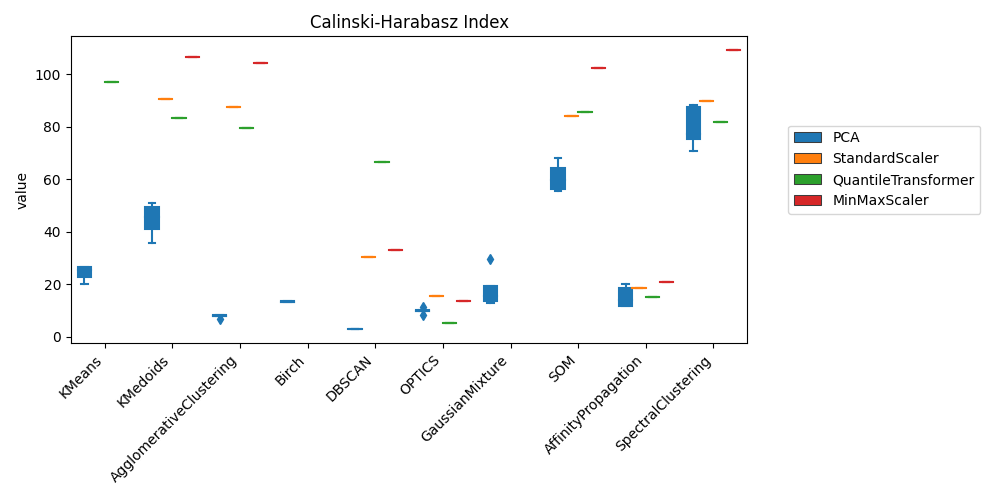 Calinski-Harabasz Index
value
100
80
60
40
20
0
KMeans
KMedoids
AgglomerativeClustering
Birch
DBSCAN
OPTICS
GaussianMixture
SOM
AffinityPropagation
SpectralClustering
PCA
StandardScaler
QuantileTransformer
MinMaxScaler